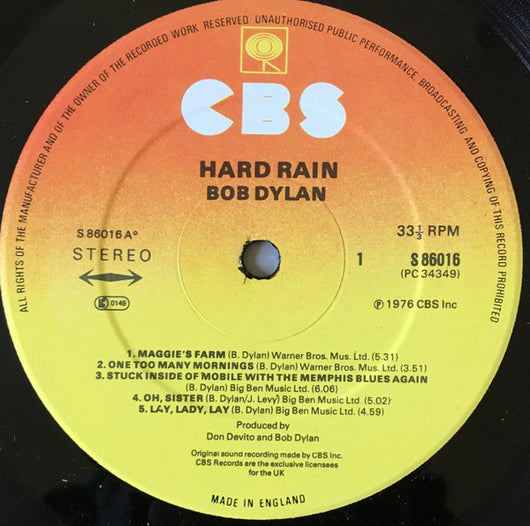 ALL RIGHTS OF THE MANUFACTURER AND OF THE OWNER OF THE RECORDED WORK RESERVED. UNAUTHORISED PUBLIC PERFORMANCE, BROADCASTING AND COPYING OF THIS RECORD PROHIBITED
CBS
HARD RAIN
BOB DYLAN
S 86016 A°
STEREO
0149
33⅓ RPM
1
S 86016
(PC 34349)
℗ 1976 CBS Inc
1. MAGGIE'S FARM (B. Dylan) Warner Bros. Mus. Ltd. (5.31)
2. ONE TOO MANY MORNINGS (B. Dylan) Warner Bros. Mus. Ltd. (3.51)
3. STUCK INSIDE OF MOBILE WITH THE MEMPHIS BLUES AGAIN
(B. Dylan) Big Ben Music Ltd. (6.06)
4. OH, SISTER (B. Dylan/J. Levy) Big Ben Music Ltd. (5.02)
5. LAY, LADY, LAY (B. Dylan) Big Ben Music Ltd. (4.59)
Produced by
Don Devito and Bob Dylan
Original sound recording made by CBS Inc.
CBS Records are the exclusive licensees
for the UK
MADE IN ENGLAND